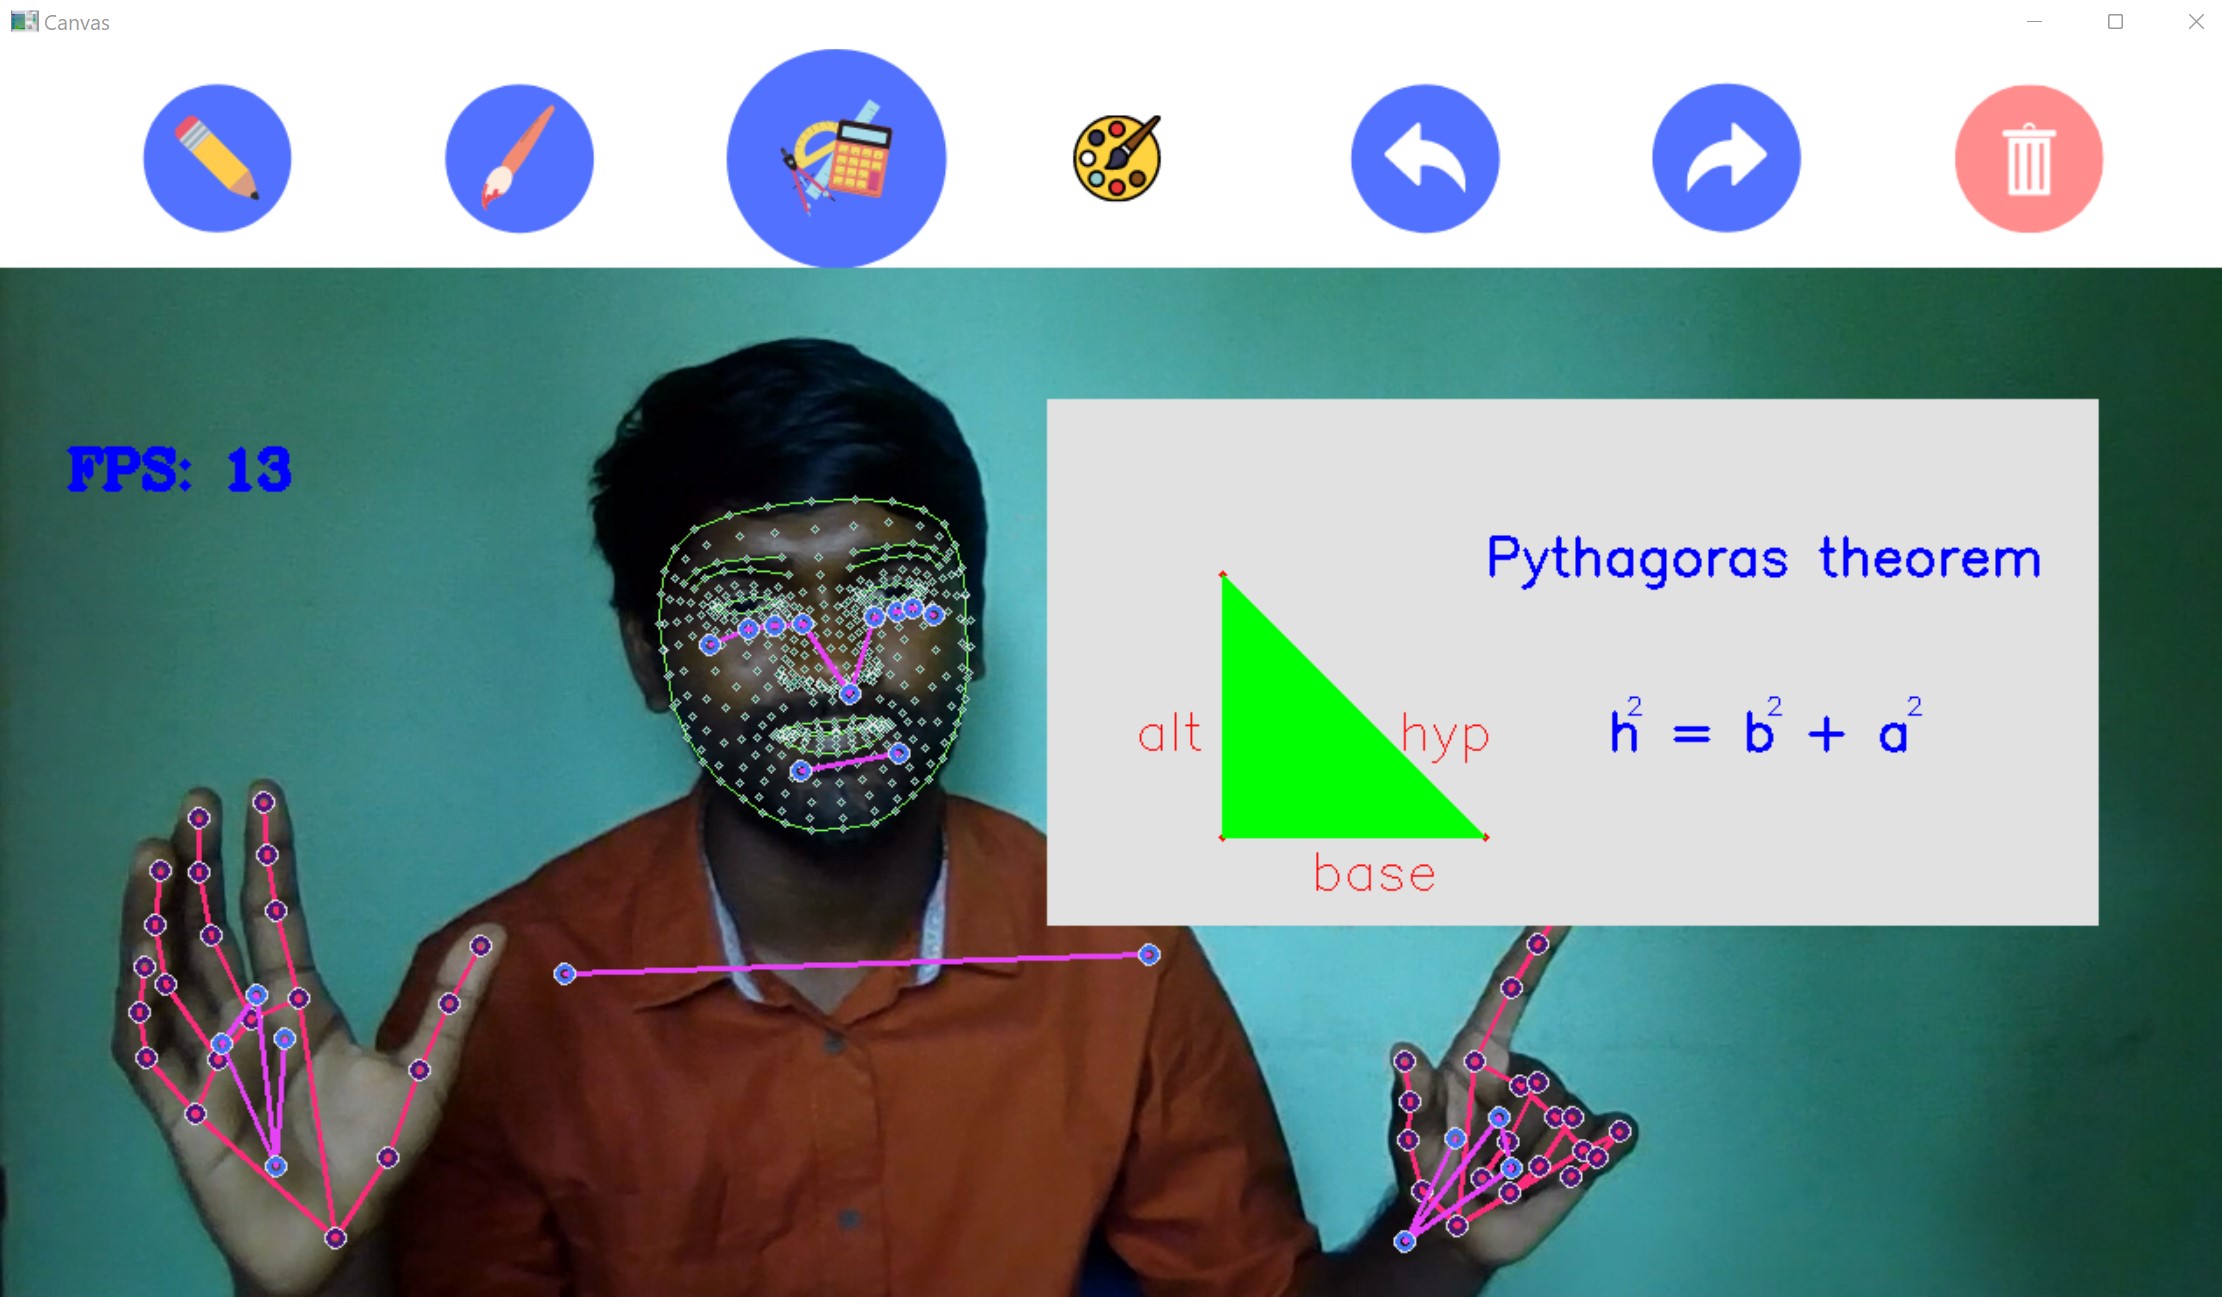 Canvas
FPS: 13
Pythagoras theorem
alt
hyp
h² = b² + a²
base